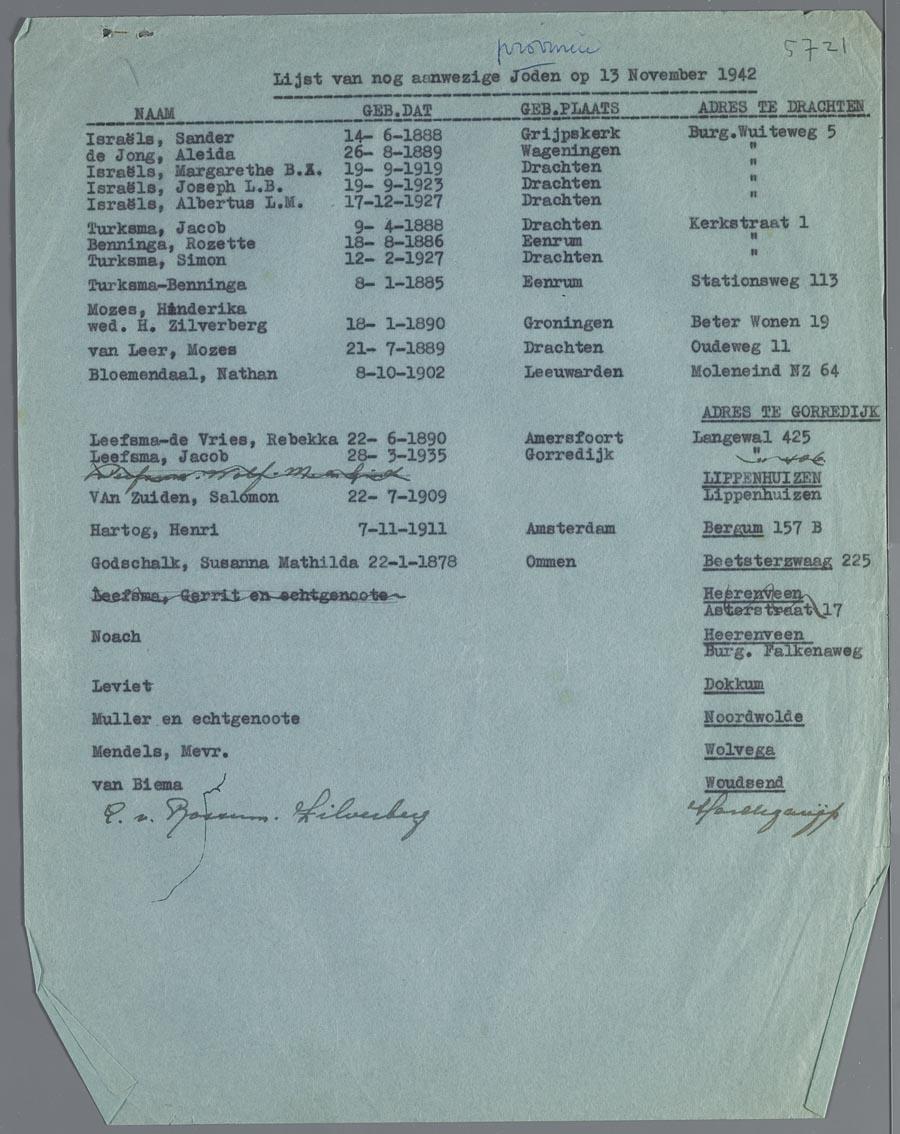 provincie
5721
Lijst van nog aanwezige Joden op 13 November 1942
NAAM GEB.DAT GEB.PLAATS ADRES TE DRACHTEN
Israëls, Sander 14- 6-1888 Grijpskerk Burg.Wuiteweg 5
de Jong, Aleida 26- 8-1889 Wageningen "
Israëls, Margarethe B.A. 19- 9-1919 Drachten "
Israëls, Joseph L.B. 19- 9-1923 Drachten "
Israëls, Albertus L.M. 17-12-1927 Drachten "
Turksma, Jacob 9- 4-1888 Drachten Kerkstraat 1
Benninga, Rozette 18- 8-1886 Eenrum "
Turksma, Simon 12- 2-1927 Drachten "
Turksma-Benninga 8- 1-1885 Eenrum Stationsweg 113
Mozes, Hinderika
wed. H. Zilverberg 18- 1-1890 Groningen Beter Wonen 19
van Leer, Mozes 21- 7-1889 Drachten Oudeweg 11
Bloemendaal, Nathan 8-10-1902 Leeuwarden Moleneind NZ 64
ADRES TE GORREDIJK
Leefsma-de Vries, Rebekka 22- 6-1890 Amersfoort Langewal 425
Leefsma, Jacob 28- 3-1935 Gorredijk "
LIPPENHUIZEN
VAn Zuiden, Salomon 22- 7-1909 Lippenhuizen
Hartog, Henri 7-11-1911 Amsterdam Bergum 157 B
Godschalk, Susanna Mathilda 22-1-1878 Ommen Beetsterzwaag 225
Leefsma, Gerrit en echtgenoote Heerenveen
Asterstraat 17
Noach Heerenveen
Burg. Falkenaweg
Leviet Dokkum
Muller en echtgenoote Noordwolde
Mendels, Mevr. Wolvega
van Biema Woudsend
v. Rossum. Zilverberg Hardegarijp